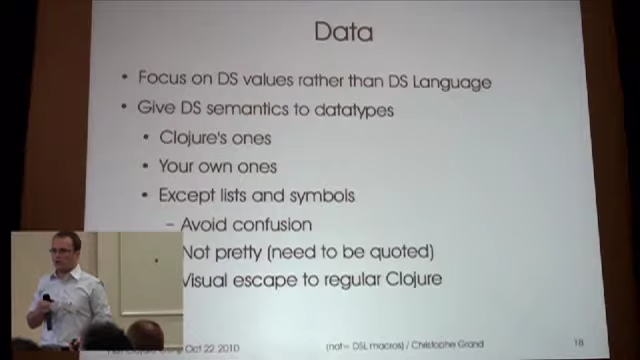 Data
• Focus on DS values rather than DS Language
• Give DS semantics to datatypes
• Clojure's ones
• Your own ones
• Except lists and symbols
– Avoid confusion
Not pretty (need to be quoted)
Visual escape to regular Clojure
Oct 22 2010
(not= DSL macros) / Christophe Grand
18